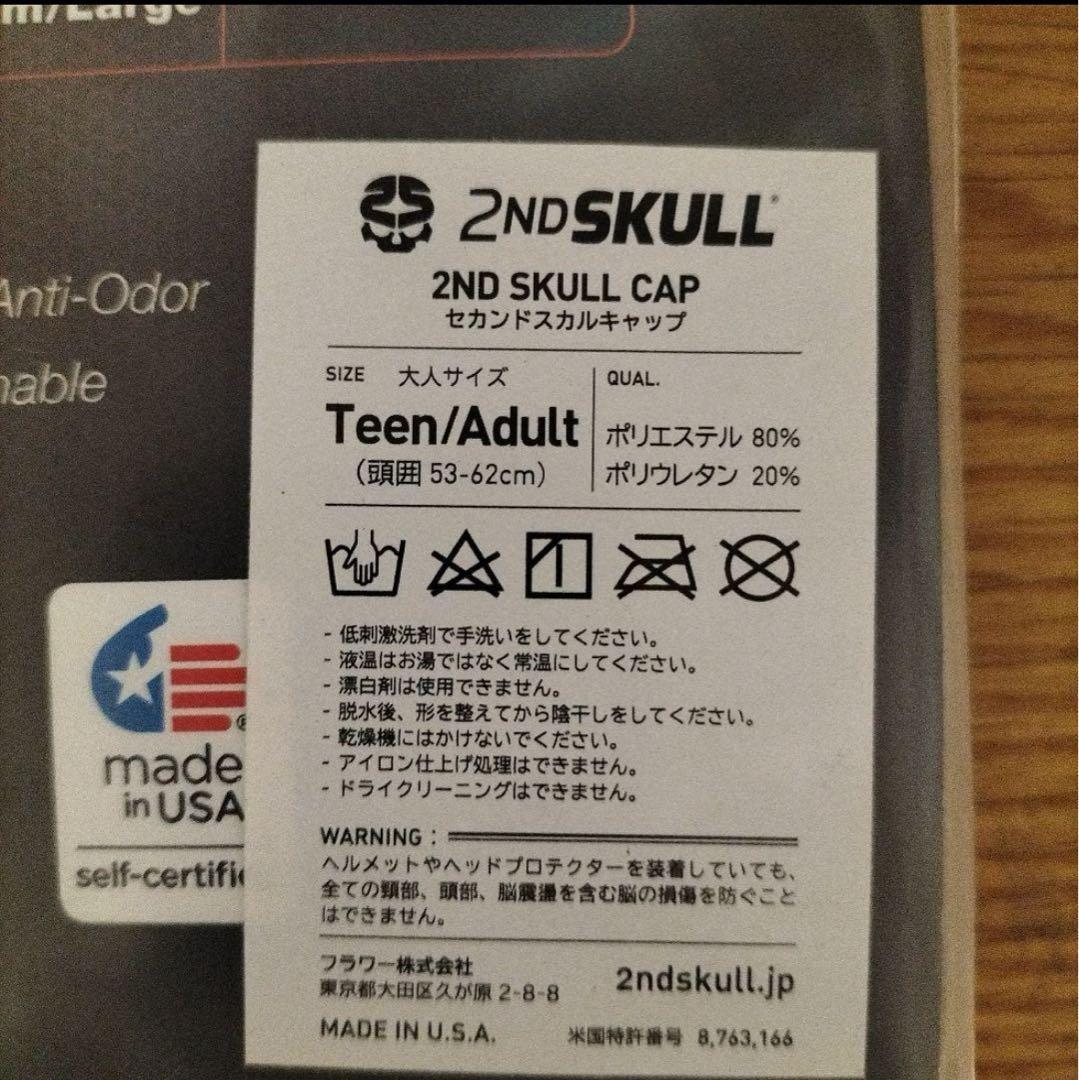 m/Large
Anti-Odor
nable
2NDSKULL
2ND SKULL CAP
セカンドスカルキャップ
SIZE 大人サイズ
Teen/Adult
(頭囲 53-62cm)
QUAL.
ポリエステル 80%
ポリウレタン 20%
- 低刺激洗剤で手洗いをしてください。
- 液温はお湯ではなく常温にしてください。
- 漂白剤は使用できません。
- 脱水後、形を整えてから陰干しをしてください。
- 乾燥機にはかけないでください。
- アイロン仕上げ処理はできません。
- ドライクリーニングはできません。
WARNING :
ヘルメットやヘッドプロテクターを装着していても、
全ての頸部、頭部、脳震盪を含む脳の損傷を防ぐこと
はできません。
フラワー株式会社
東京都大田区久が原 2-8-8
2ndskull.jp
MADE IN U.S.A.
米国特許番号 8,763,166
made
in USA
self-certifie